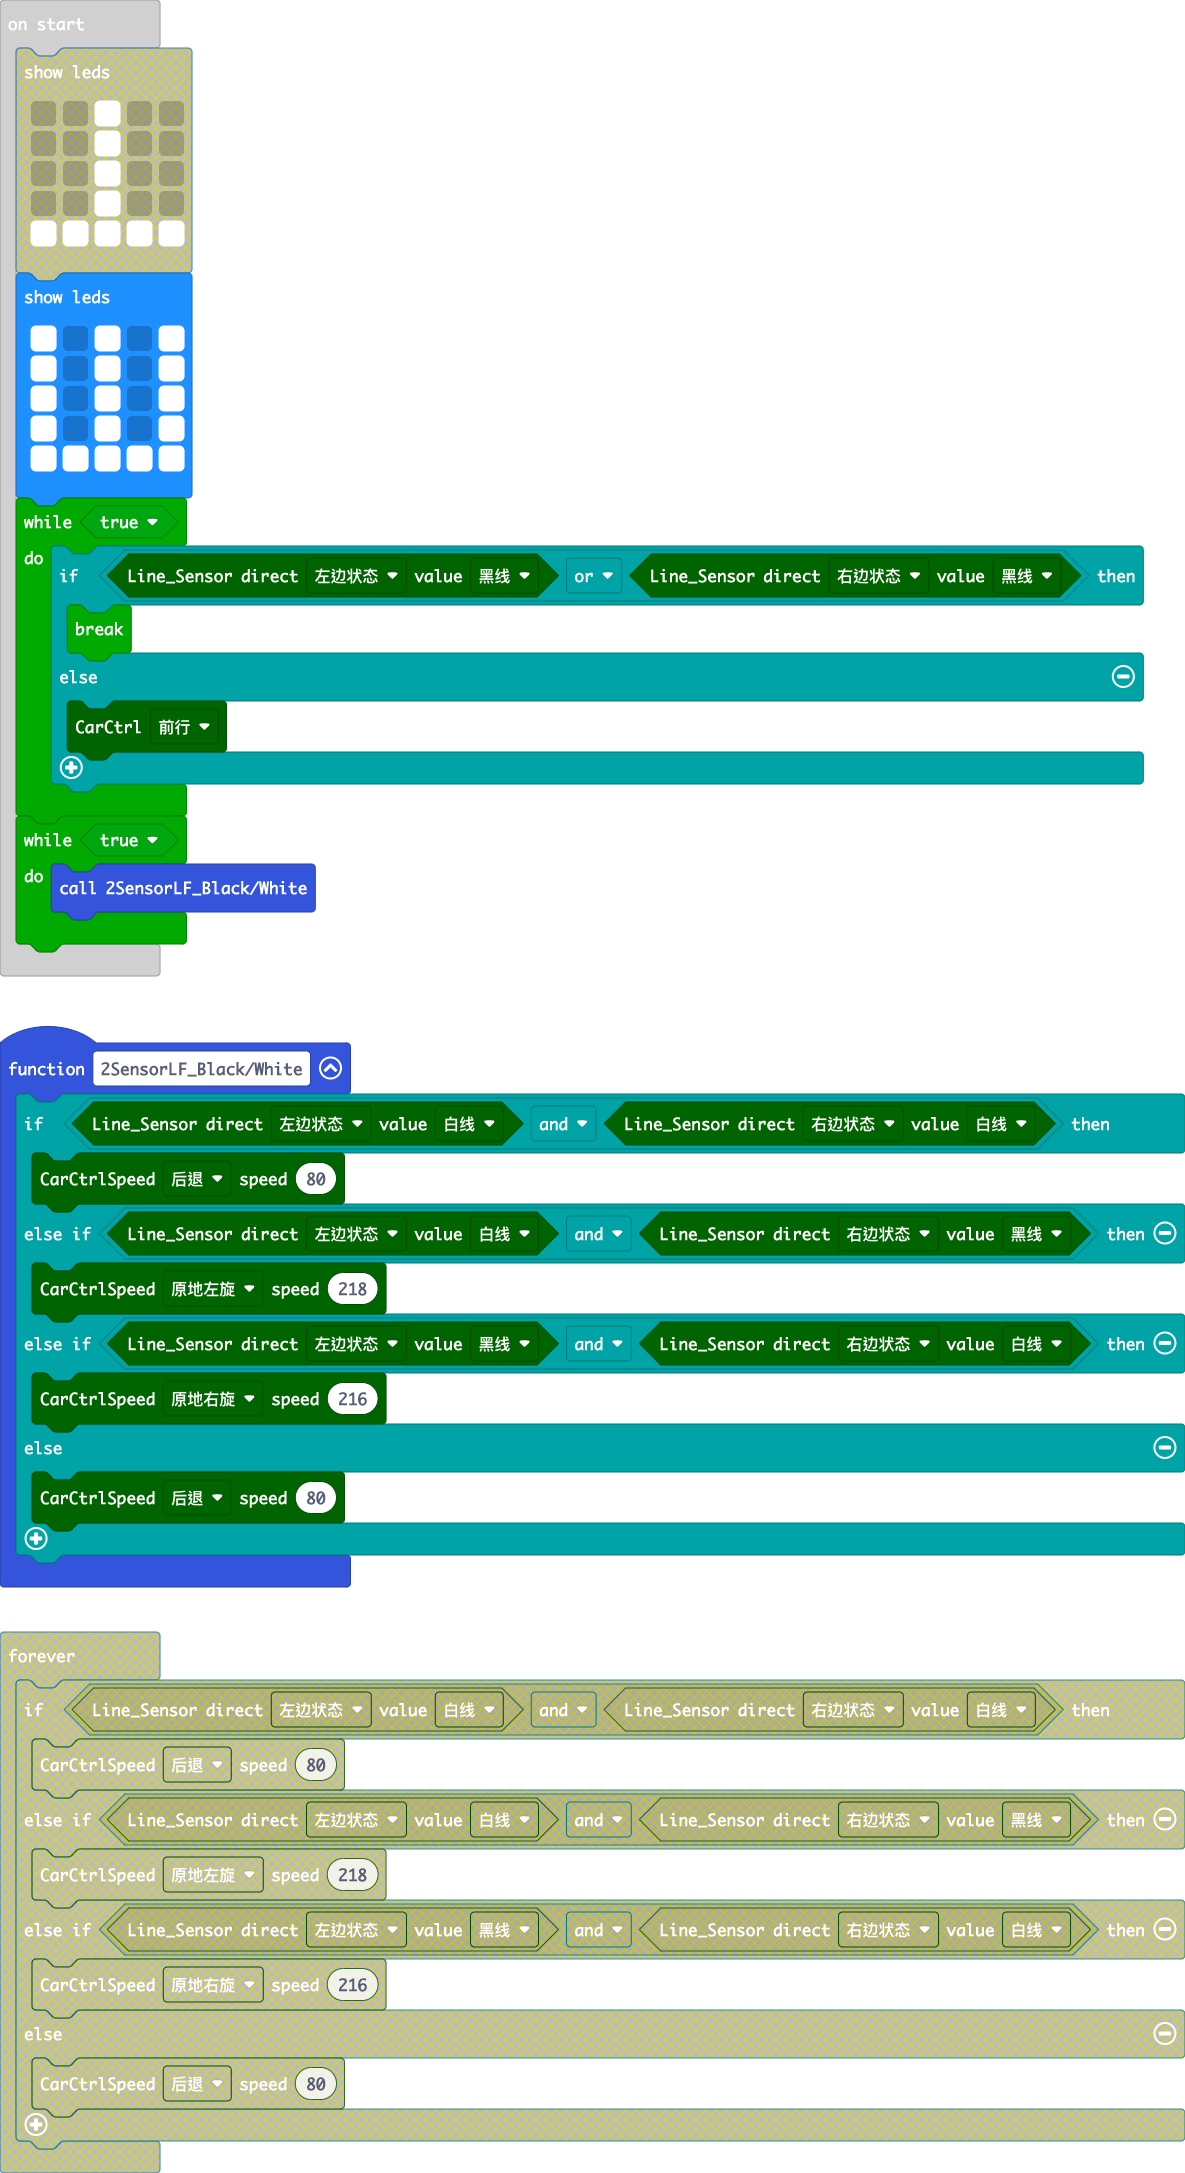 on start
show leds
show leds
while true
do
if Line_Sensor direct 左边状态 value 黑线 or Line_Sensor direct 右边状态 value 黑线 then
break
else
CarCtrl 前行
while true
do call 2SensorLF_Black/White
function 2SensorLF_Black/White
if Line_Sensor direct 左边状态 value 白线 and Line_Sensor direct 右边状态 value 白线 then
CarCtrlSpeed 后退 speed 80
else if Line_Sensor direct 左边状态 value 白线 and Line_Sensor direct 右边状态 value 黑线 then
CarCtrlSpeed 原地左旋 speed 218
else if Line_Sensor direct 左边状态 value 黑线 and Line_Sensor direct 右边状态 value 白线 then
CarCtrlSpeed 原地右旋 speed 216
else
CarCtrlSpeed 后退 speed 80
forever
if Line_Sensor direct 左边状态 value 白线 and Line_Sensor direct 右边状态 value 白线 then
CarCtrlSpeed 后退 speed 80
else if Line_Sensor direct 左边状态 value 白线 and Line_Sensor direct 右边状态 value 黑线 then
CarCtrlSpeed 原地左旋 speed 218
else if Line_Sensor direct 左边状态 value 黑线 and Line_Sensor direct 右边状态 value 白线 then
CarCtrlSpeed 原地右旋 speed 216
else
CarCtrlSpeed 后退 speed 80